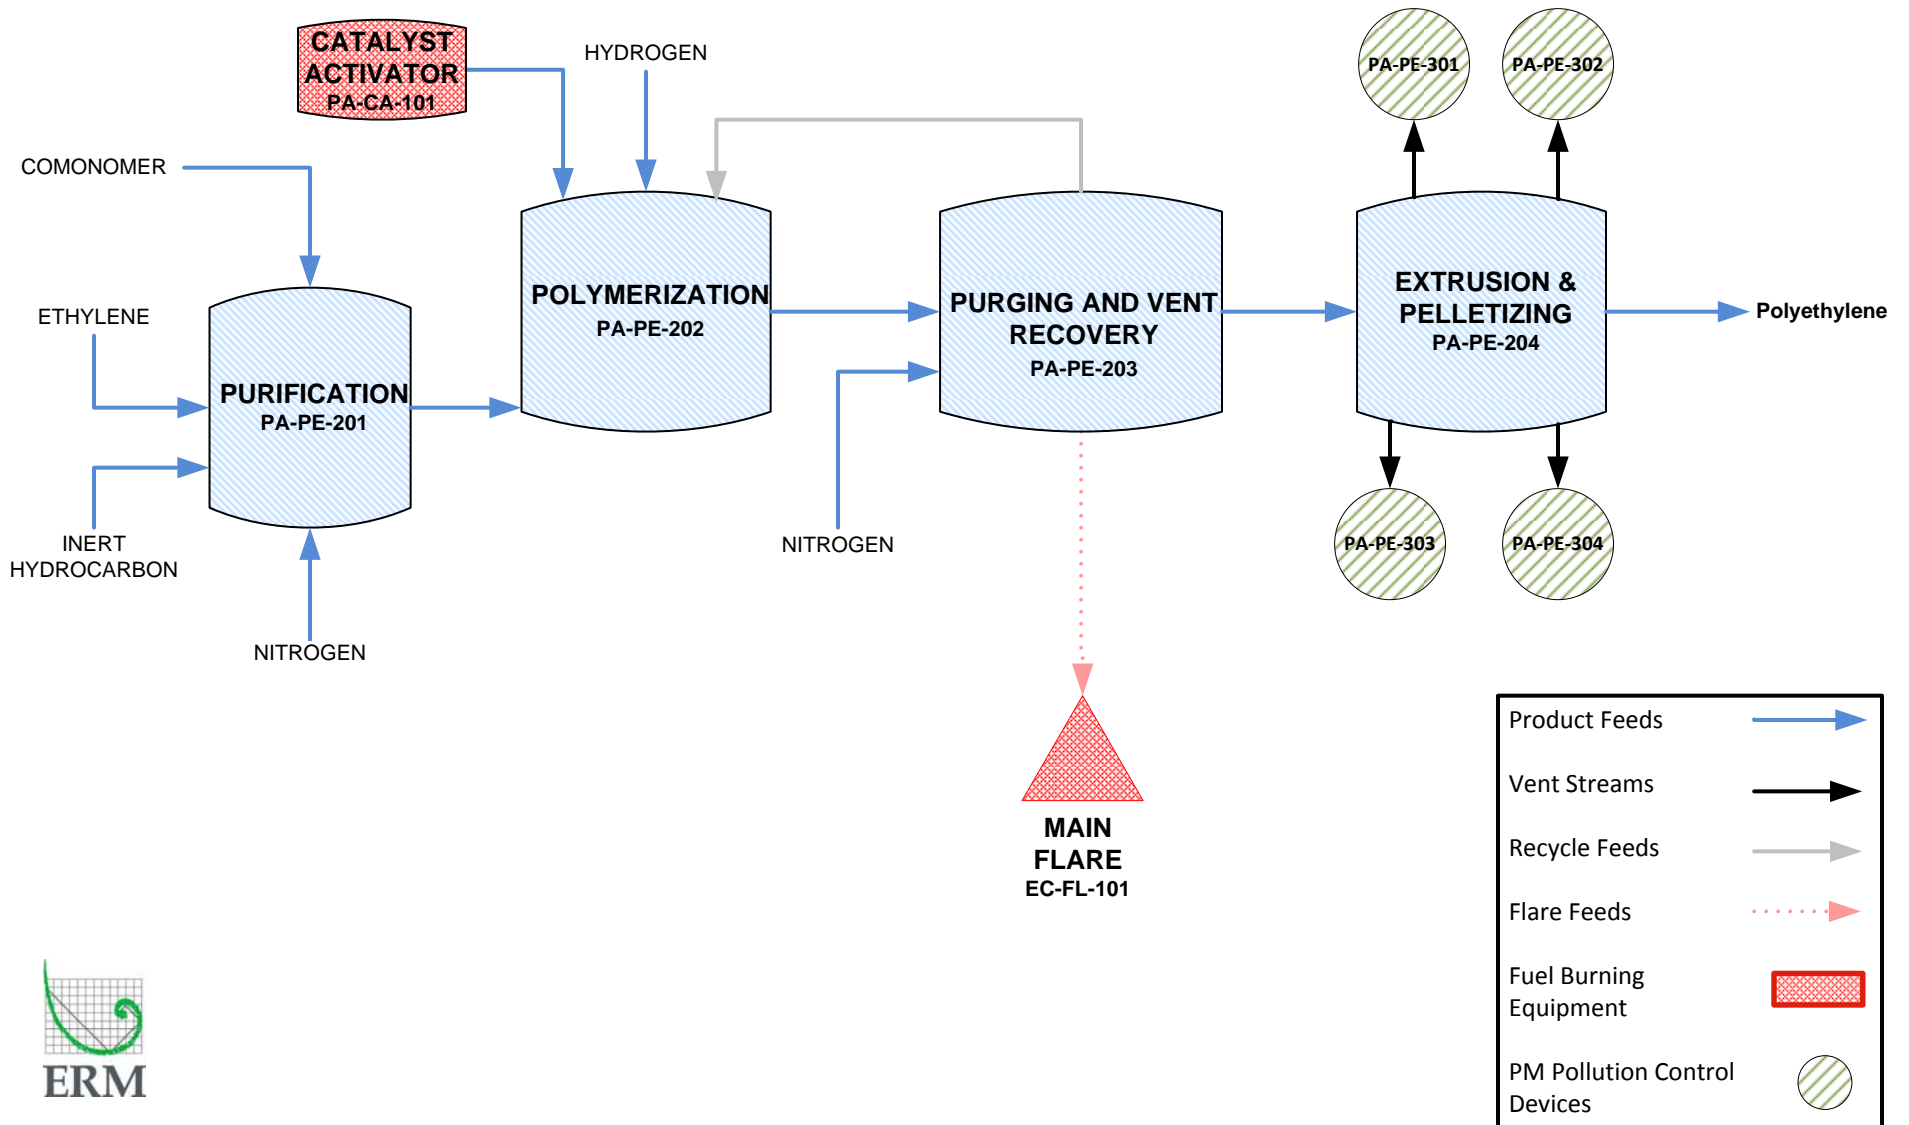 CATALYST
ACTIVATOR
PA-CA-101
HYDROGEN
PA-PE-301
PA-PE-302
COMONOMER
ETHYLENE
PURIFICATION
PA-PE-201
INERT
HYDROCARBON
NITROGEN
POLYMERIZATION
PA-PE-202
PURGING AND VENT
RECOVERY
PA-PE-203
NITROGEN
EXTRUSION &
PELLETIZING
PA-PE-204
Polyethylene
PA-PE-303
PA-PE-304
MAIN
FLARE
EC-FL-101
Product Feeds
Vent Streams
Recycle Feeds
Flare Feeds
Fuel Burning
Equipment
PM Pollution Control
Devices
ERM